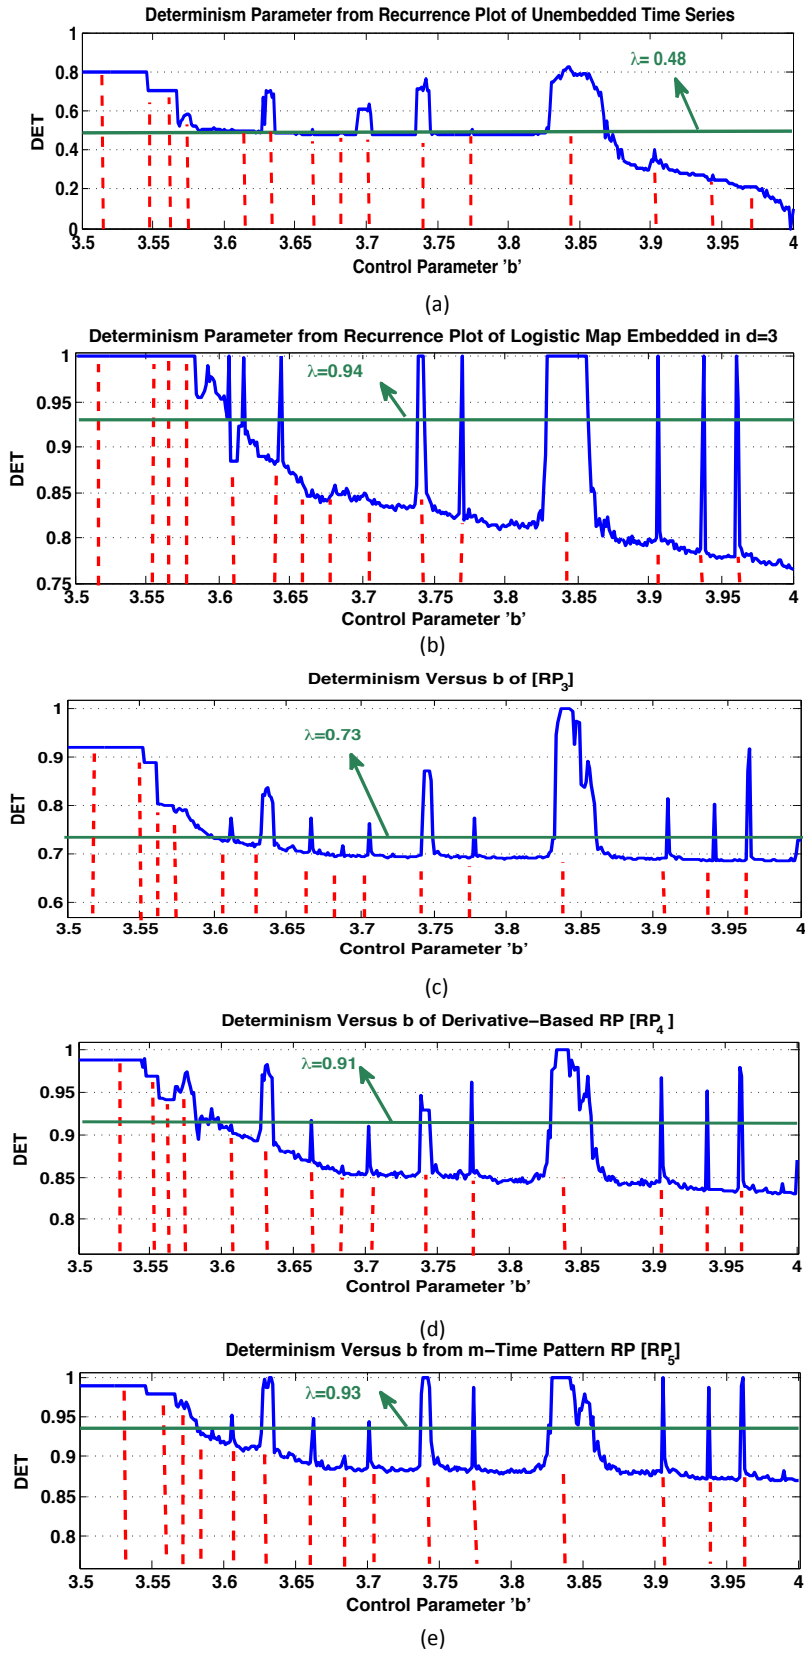 Determinism Parameter from Recurrence Plot of Unembedded Time Series
1
0.8
0.6
0.4
0.2
0
DET
λ= 0.48
3.5 3.55 3.6 3.65 3.7 3.75 3.8 3.85 3.9 3.95 4
Control Parameter 'b'
(a)
Determinism Parameter from Recurrence Plot of Logistic Map Embedded in d=3
1
0.95
0.9
0.85
0.8
0.75
DET
λ=0.94
3.5 3.55 3.6 3.65 3.7 3.75 3.8 3.85 3.9 3.95 4
Control Parameter 'b'
(b)
Determinism Versus b of [RP3]
1
0.9
0.8
0.7
0.6
DET
λ=0.73
3.5 3.55 3.6 3.65 3.7 3.75 3.8 3.85 3.9 3.95 4
Control Parameter 'b'
(c)
Determinism Versus b of Derivative−Based RP [RP4 ]
1
0.95
0.9
0.85
0.8
DET
λ=0.91
3.5 3.55 3.6 3.65 3.7 3.75 3.8 3.85 3.9 3.95 4
Control Parameter 'b'
(d)
Determinism Versus b from m−Time Pattern RP [RP5]
1
0.95
0.9
0.85
0.8
DET
λ=0.93
3.5 3.55 3.6 3.65 3.7 3.75 3.8 3.85 3.9 3.95 4
Control Parameter 'b'
(e)